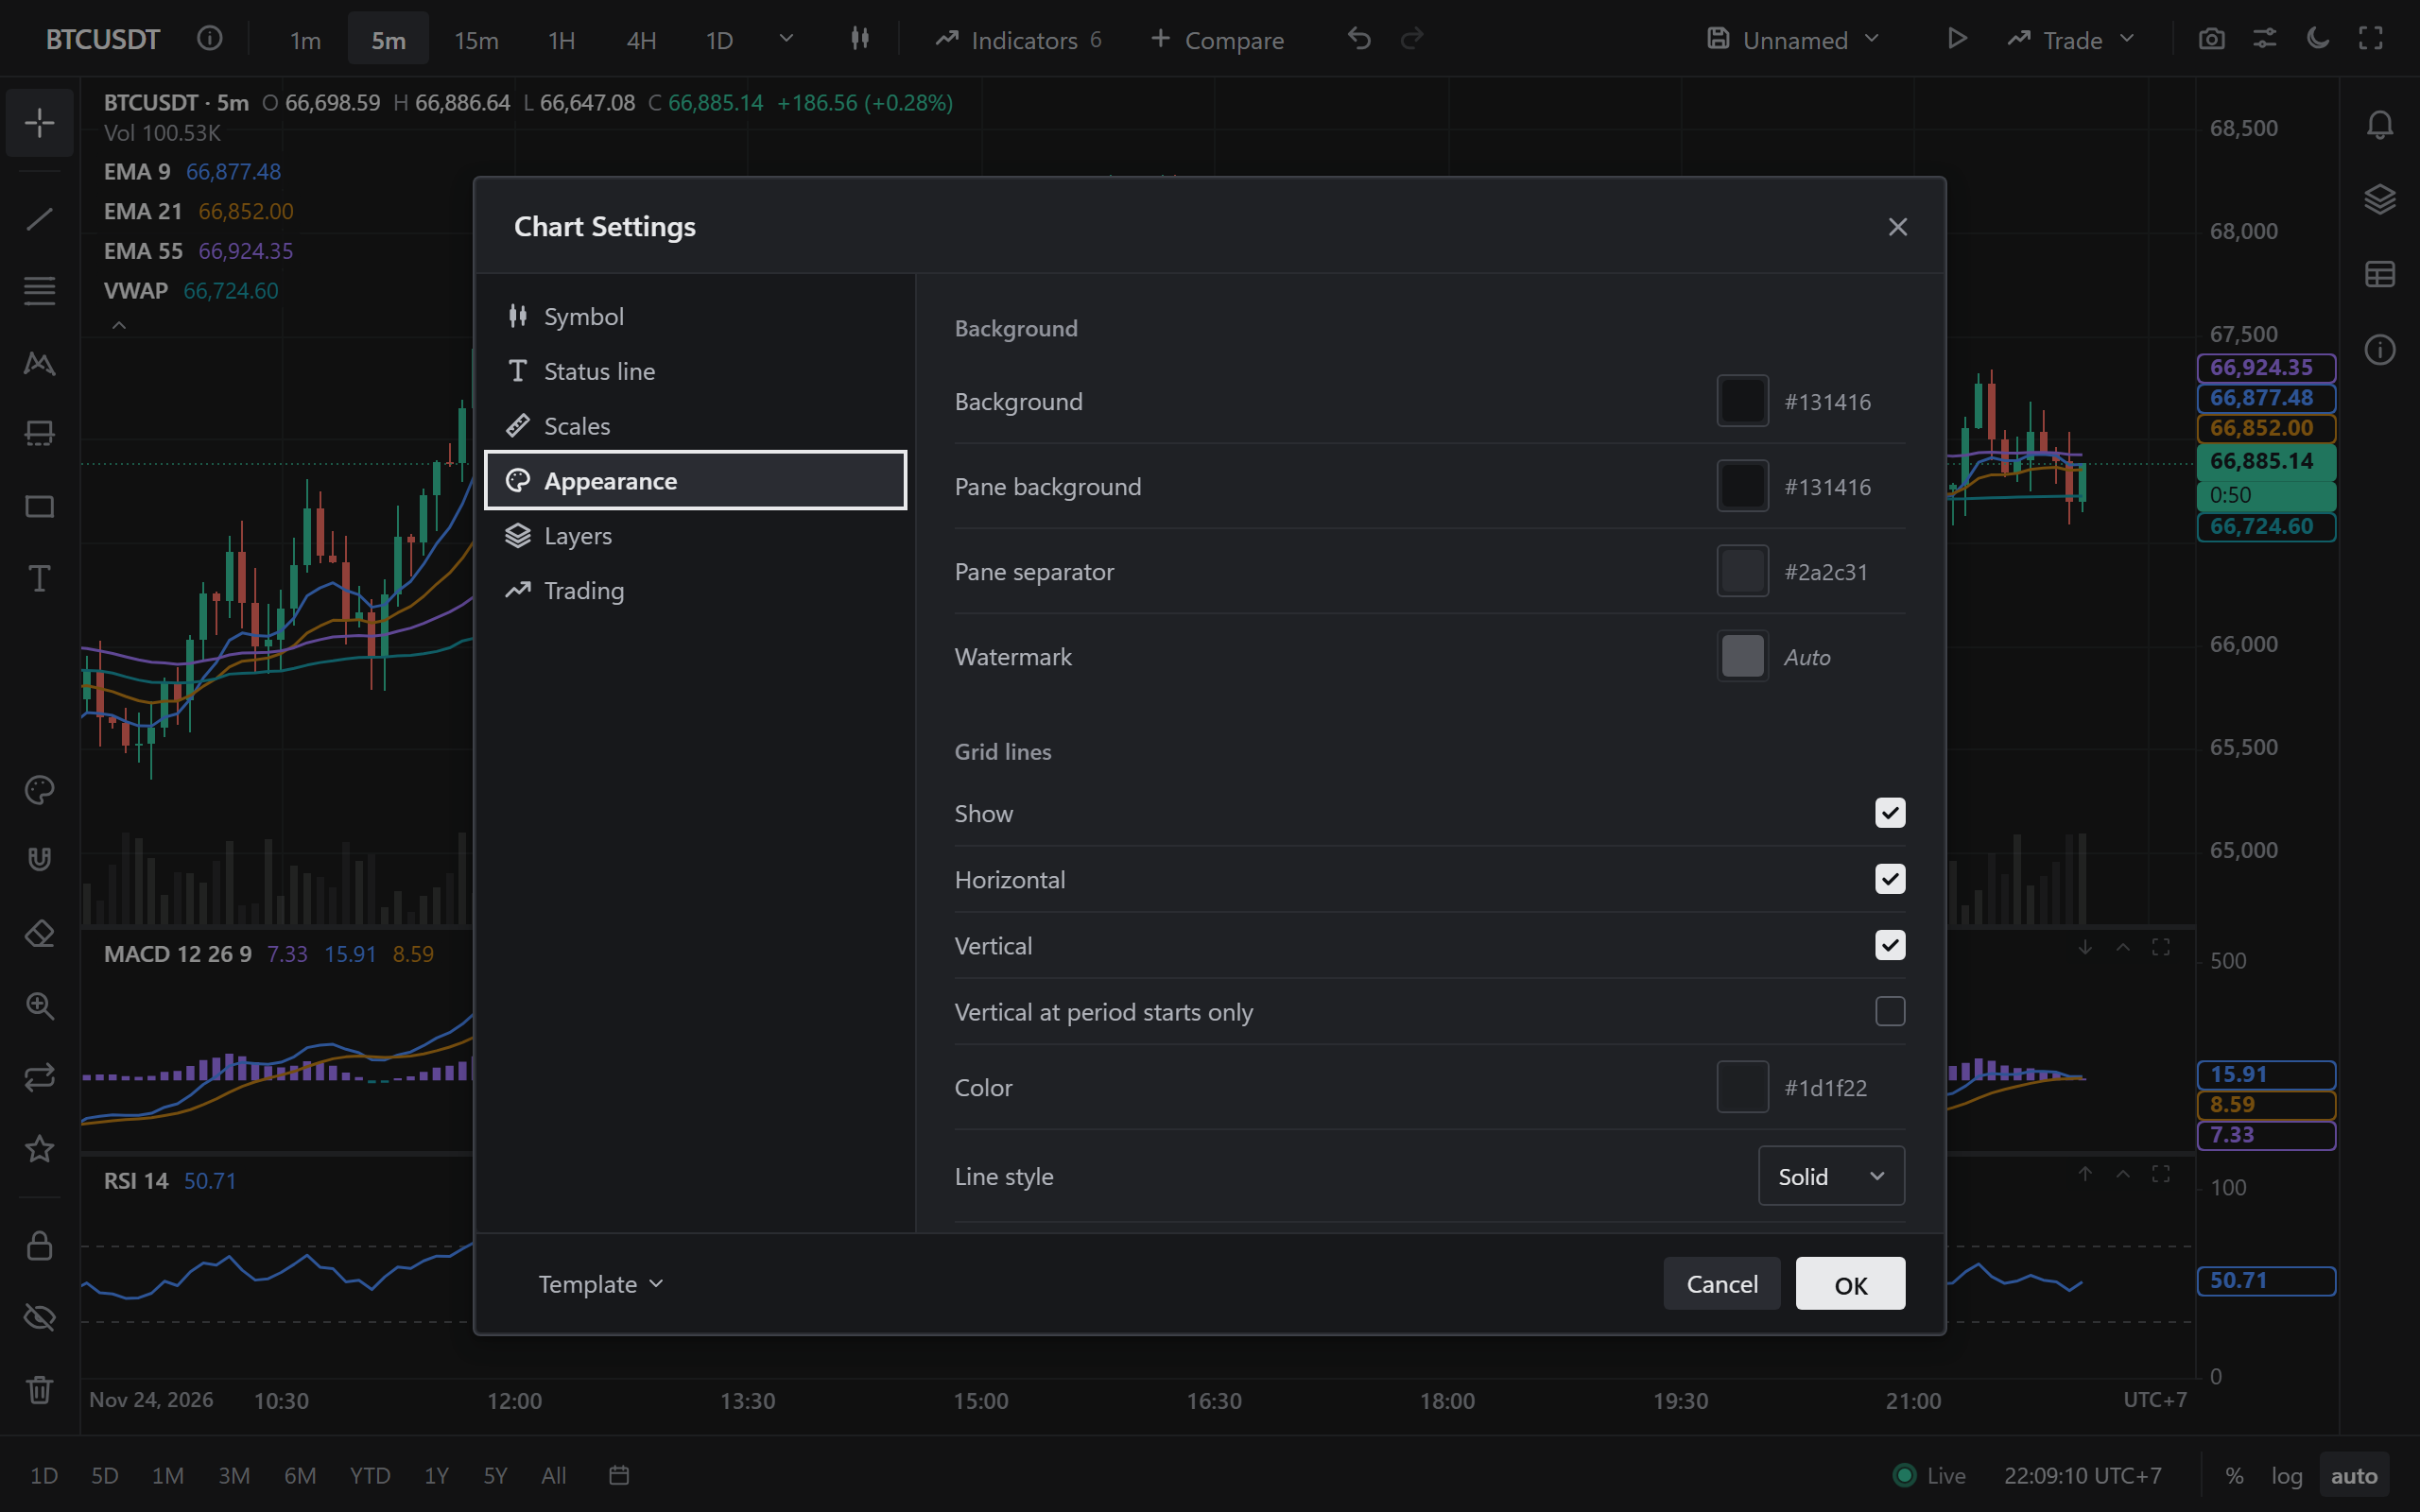 BTCUSDT 1m 5m 15m 1H 4H 1D Indicators 6 Compare Unnamed Trade
BTCUSDT · 5m O 66,698.59 H 66,886.64 L 66,647.08 C 66,885.14 +186.56 (+0.28%)
Vol 100.53K
EMA 9 66,877.48
EMA 21 66,852.00
EMA 55 66,924.35
VWAP 66,724.60
Chart Settings
Symbol
Status line
Scales
Appearance
Layers
Trading
Background
Background #131416
Pane background #131416
Pane separator #2a2c31
Watermark Auto
Grid lines
Show
Horizontal
Vertical
Vertical at period starts only
Color #1d1f22
Line style Solid
Template Cancel OK
68,500
68,000
67,500
66,924.35
66,877.48
66,852.00
66,885.14
0:50
66,724.60
66,000
65,500
65,000
MACD 12 26 9 7.33 15.91 8.59
500
15.91
8.59
7.33
RSI 14 50.71
100
50.71
0
Nov 24, 2026 10:30 12:00 13:30 15:00 16:30 18:00 19:30 21:00 UTC+7
1D 5D 1M 3M 6M YTD 1Y 5Y All Live 22:09:10 UTC+7 % log auto